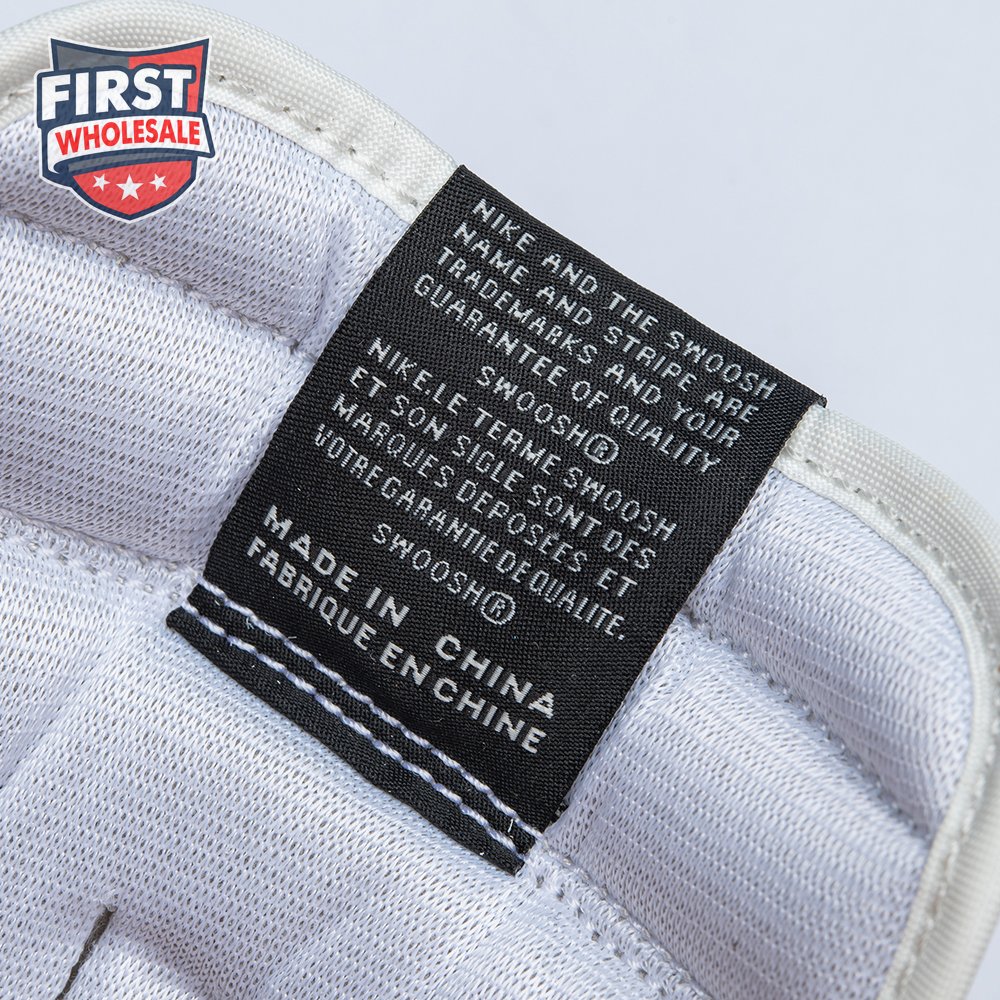 FIRST
WHOLESALE
NIKE AND THE SWOOSH
NAME AND STRIPE ARE
TRADEMARKS AND YOUR
GUARANTEE OF QUALITY
SWOOSH®
NIKE.LE TERME SWOOSH
ET SON SIGLE SONT DES
MARQUES DEPOSÉES ET
VOTRE GARANTIE DE QUALITE.
SWOOSH®
MADE IN CHINA
FABRIQUE EN CHINE